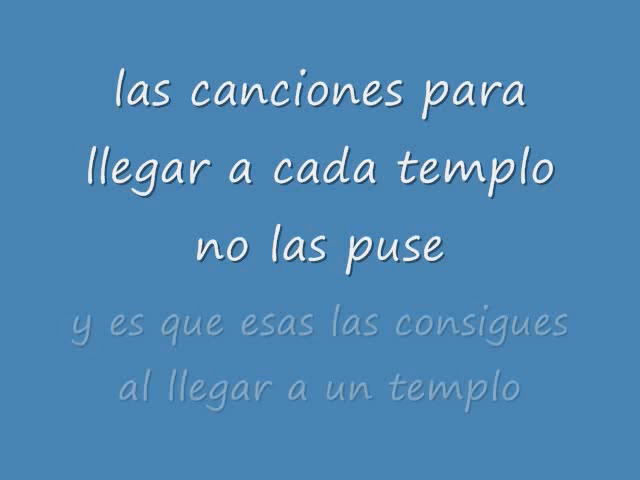 las canciones para
llegar a cada templo
no las puse
y es que esas las consigues
al llegar a un templo